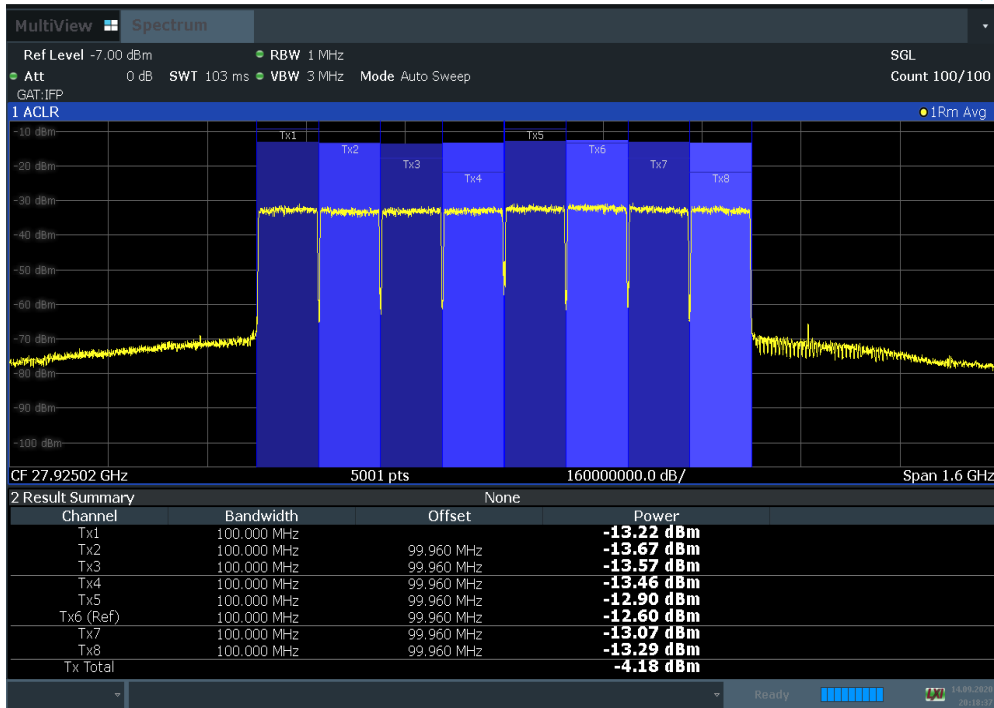 MultiView Spectrum
Ref Level -7.00 dBm RBW 1 MHz SGL
Att 0 dB SWT 103 ms VBW 3 MHz Mode Auto Sweep Count 100/100
GAT:IFP
1 ACLR 1Rm Avg
-10 dBm
Tx1 Tx5
Tx2 Tx6
Tx3 Tx7
-20 dBm
Tx4 Tx8
-30 dBm
-40 dBm
-50 dBm
-60 dBm
-70 dBm
-80 dBm
-90 dBm
-100 dBm
CF 27.92502 GHz 5001 pts 160000000.0 dB/ Span 1.6 GHz
2 Result Summary None
Channel Bandwidth Offset Power
Tx1 100.000 MHz -13.22 dBm
Tx2 100.000 MHz 99.960 MHz -13.67 dBm
Tx3 100.000 MHz 99.960 MHz -13.57 dBm
Tx4 100.000 MHz 99.960 MHz -13.46 dBm
Tx5 100.000 MHz 99.960 MHz -12.90 dBm
Tx6 (Ref) 100.000 MHz 99.960 MHz -12.60 dBm
Tx7 100.000 MHz 99.960 MHz -13.07 dBm
Tx8 100.000 MHz 99.960 MHz -13.29 dBm
Tx Total -4.18 dBm
Ready LXI 14.09.2020
20:18:37